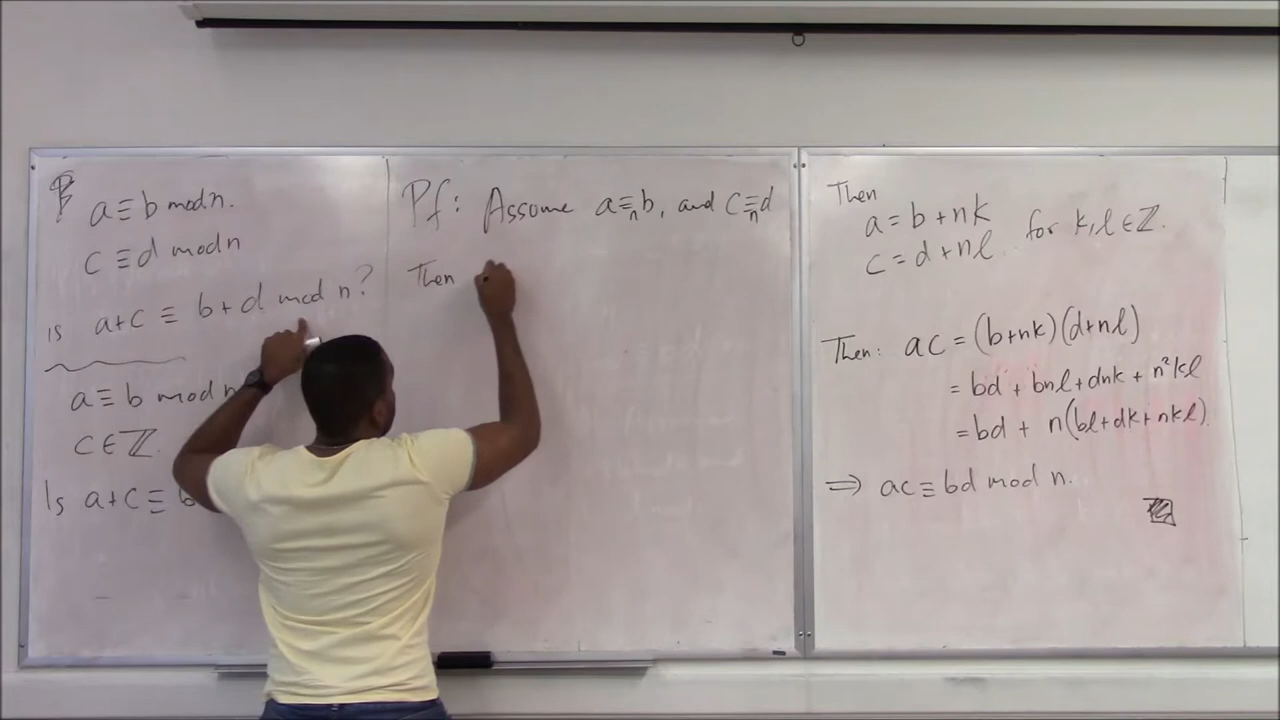 a ≡ b mod n.
c ≡ d mod n
is a+c ≡ b+d mod n?
a ≡ b mod n
c ∈ ℤ.
Is a+c ≡
Pf: Assume a ≡ₙ b, and c ≡ₙ d
Then
Then
a = b + nk
c = d + nl for k, l ∈ ℤ.
Then: ac = (b+nk)(d+nl)
= bd + bnl + dnk + n²kl
= bd + n(bl+dk+nkl).
⟹ ac ≡ bd mod n.